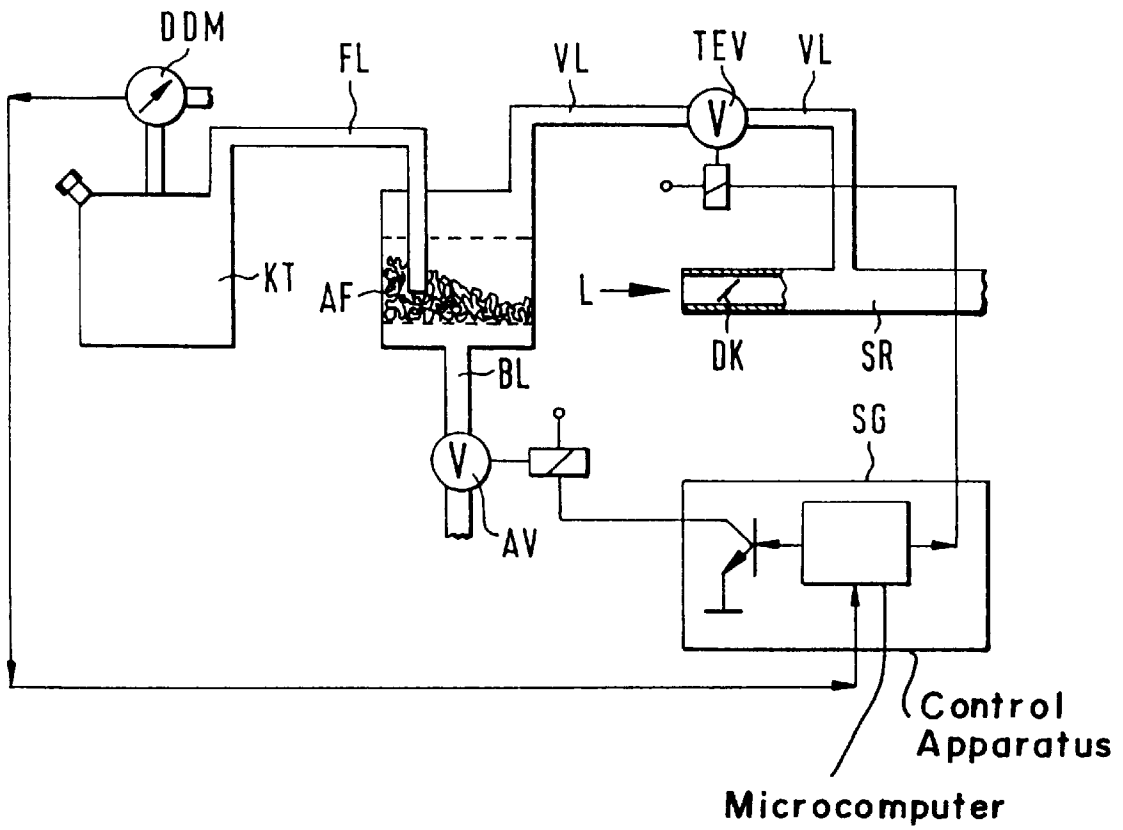 DDM
FL
VL
TEV
VL
V
KT
AF
L
DK
SR
BL
SG
V
AV
Control
Apparatus
Microcomputer